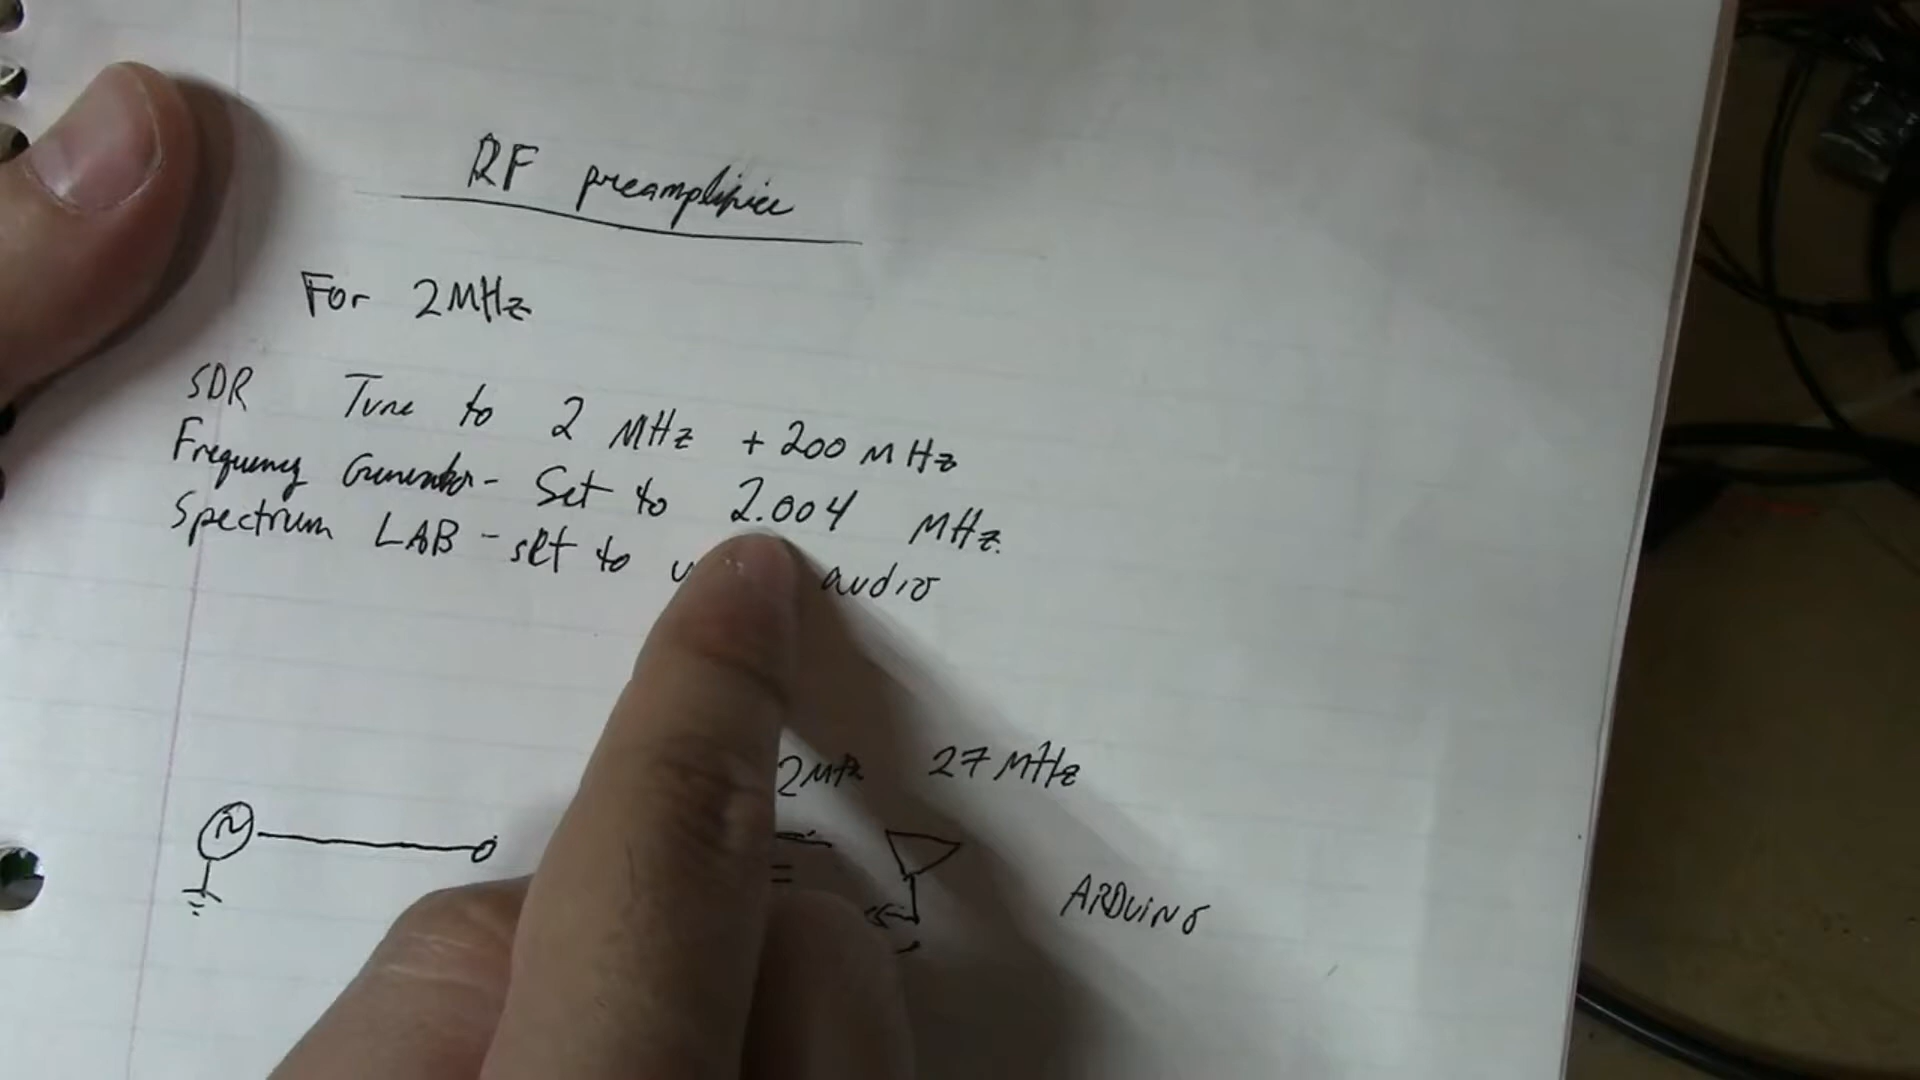 RF preamplifier
For 2MHz
SDR Tune to 2 MHz + 200 MHz
Frequency Generator - Set to 2.004 MHz.
Spectrum LAB - set to audio
2MHz 27 MHz
ARDUINO